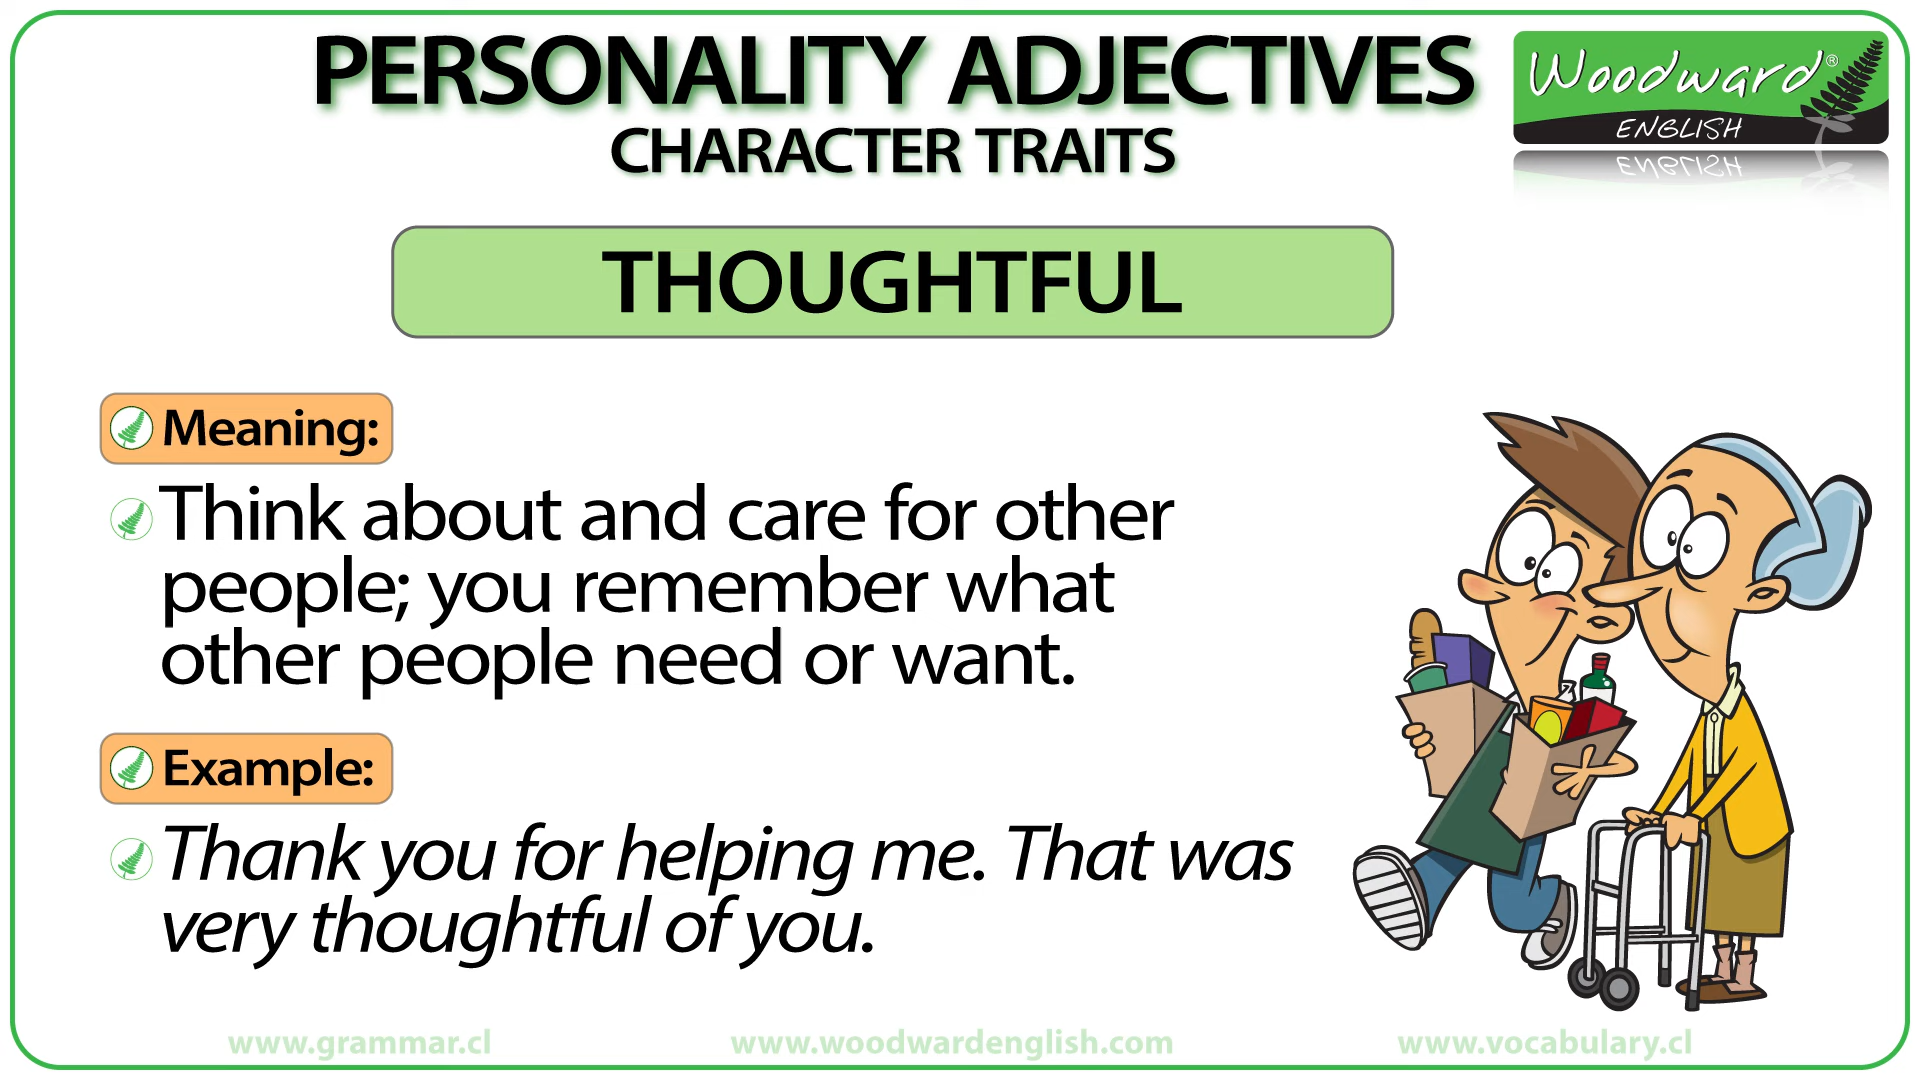 PERSONALITY ADJECTIVES
CHARACTER TRAITS
Woodward®
ENGLISH
THOUGHTFUL
Meaning:
Think about and care for other
people; you remember what
other people need or want.
Example:
Thank you for helping me. That was
very thoughtful of you.
www.grammar.cl
www.woodwardenglish.com
www.vocabulary.cl